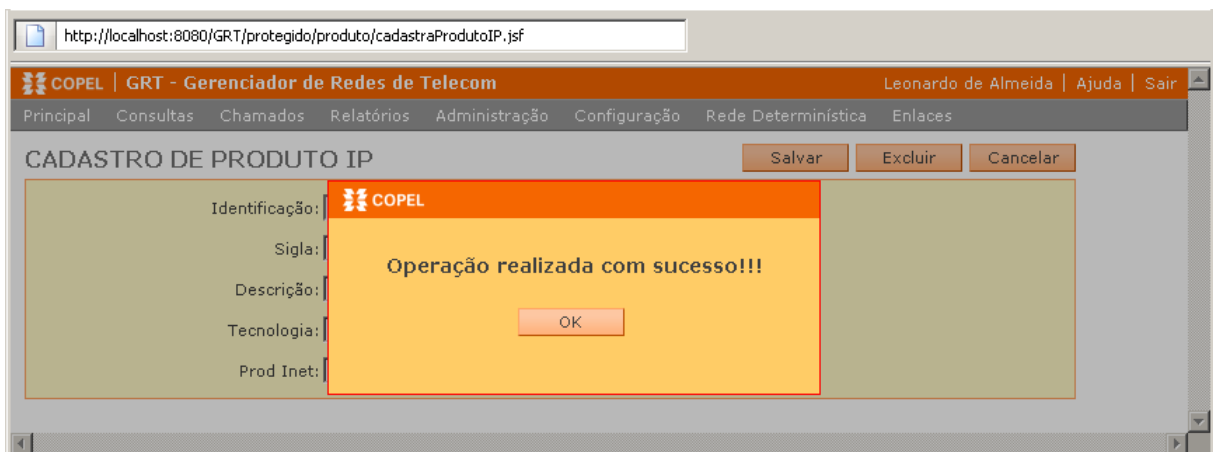 http://localhost:8080/GRT/protegido/produto/cadastraProdutoIP.jsf
COPEL | GRT - Gerenciador de Redes de Telecom Leonardo de Almeida | Ajuda | Sair
Principal Consultas Chamados Relatórios Administração Configuração Rede Determinística Enlaces
CADASTRO DE PRODUTO IP Salvar Excluir Cancelar
Identificação:
Sigla:
Descrição:
Tecnologia:
Prod Inet:
COPEL
Operação realizada com sucesso!!!
OK